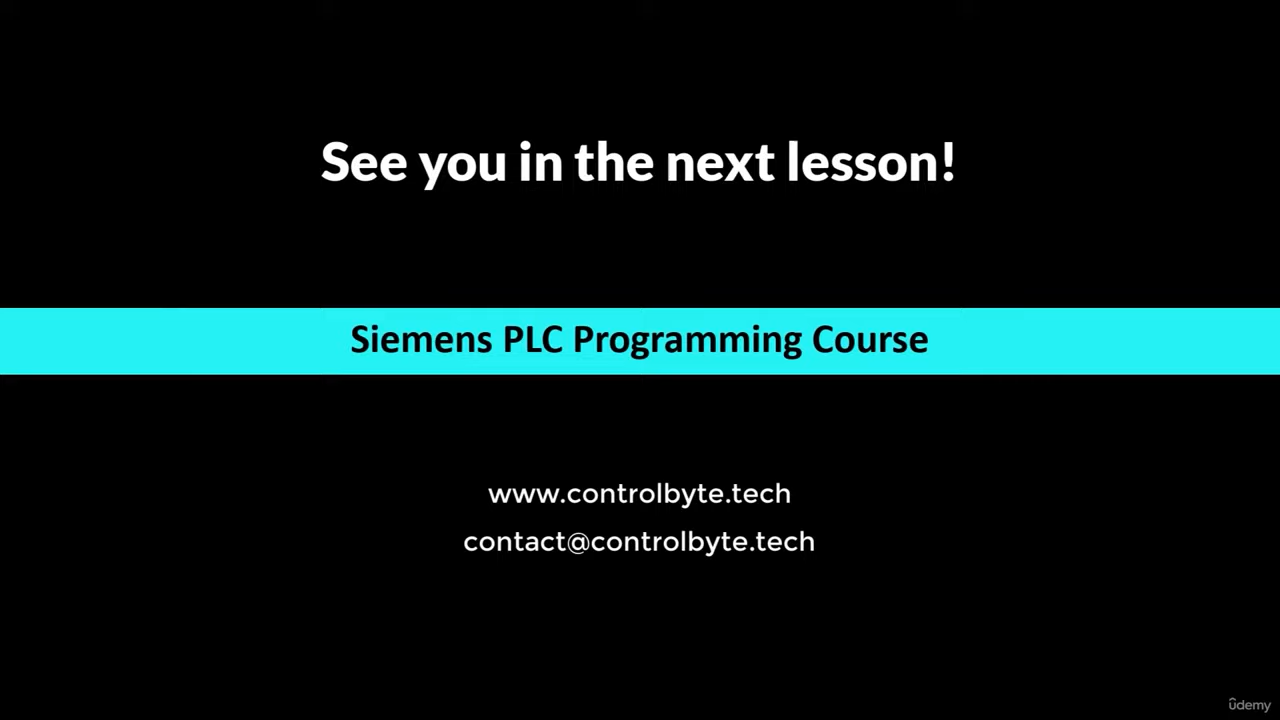 See you in the next lesson!
Siemens PLC Programming Course
www.controlbyte.tech
contact@controlbyte.tech
ûdemy